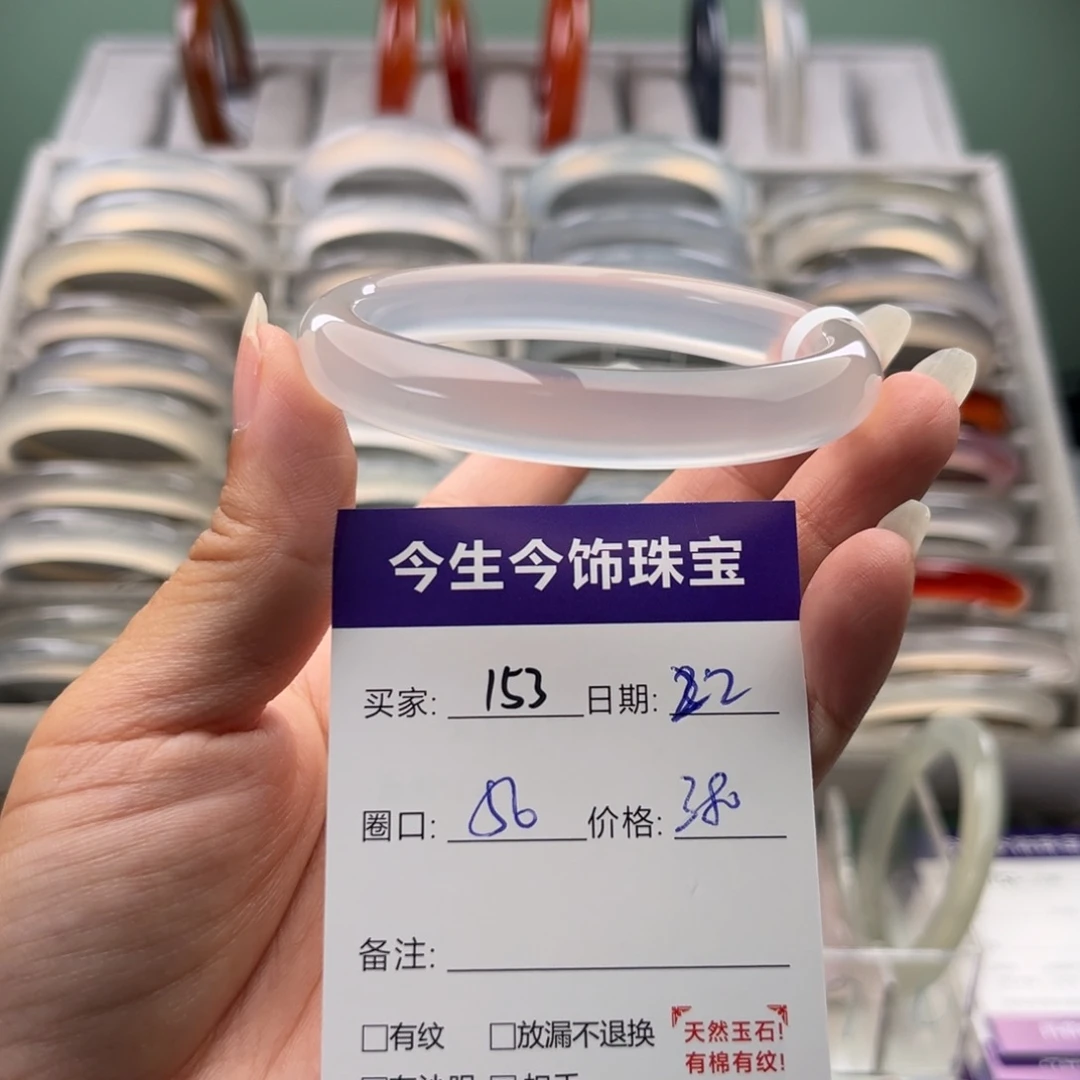 今生今饰珠宝
买家: 153 日期: 22
圈口: 56 价格: 380
备注:
□有纹 □放漏不退换 天然玉石!
有棉有纹!